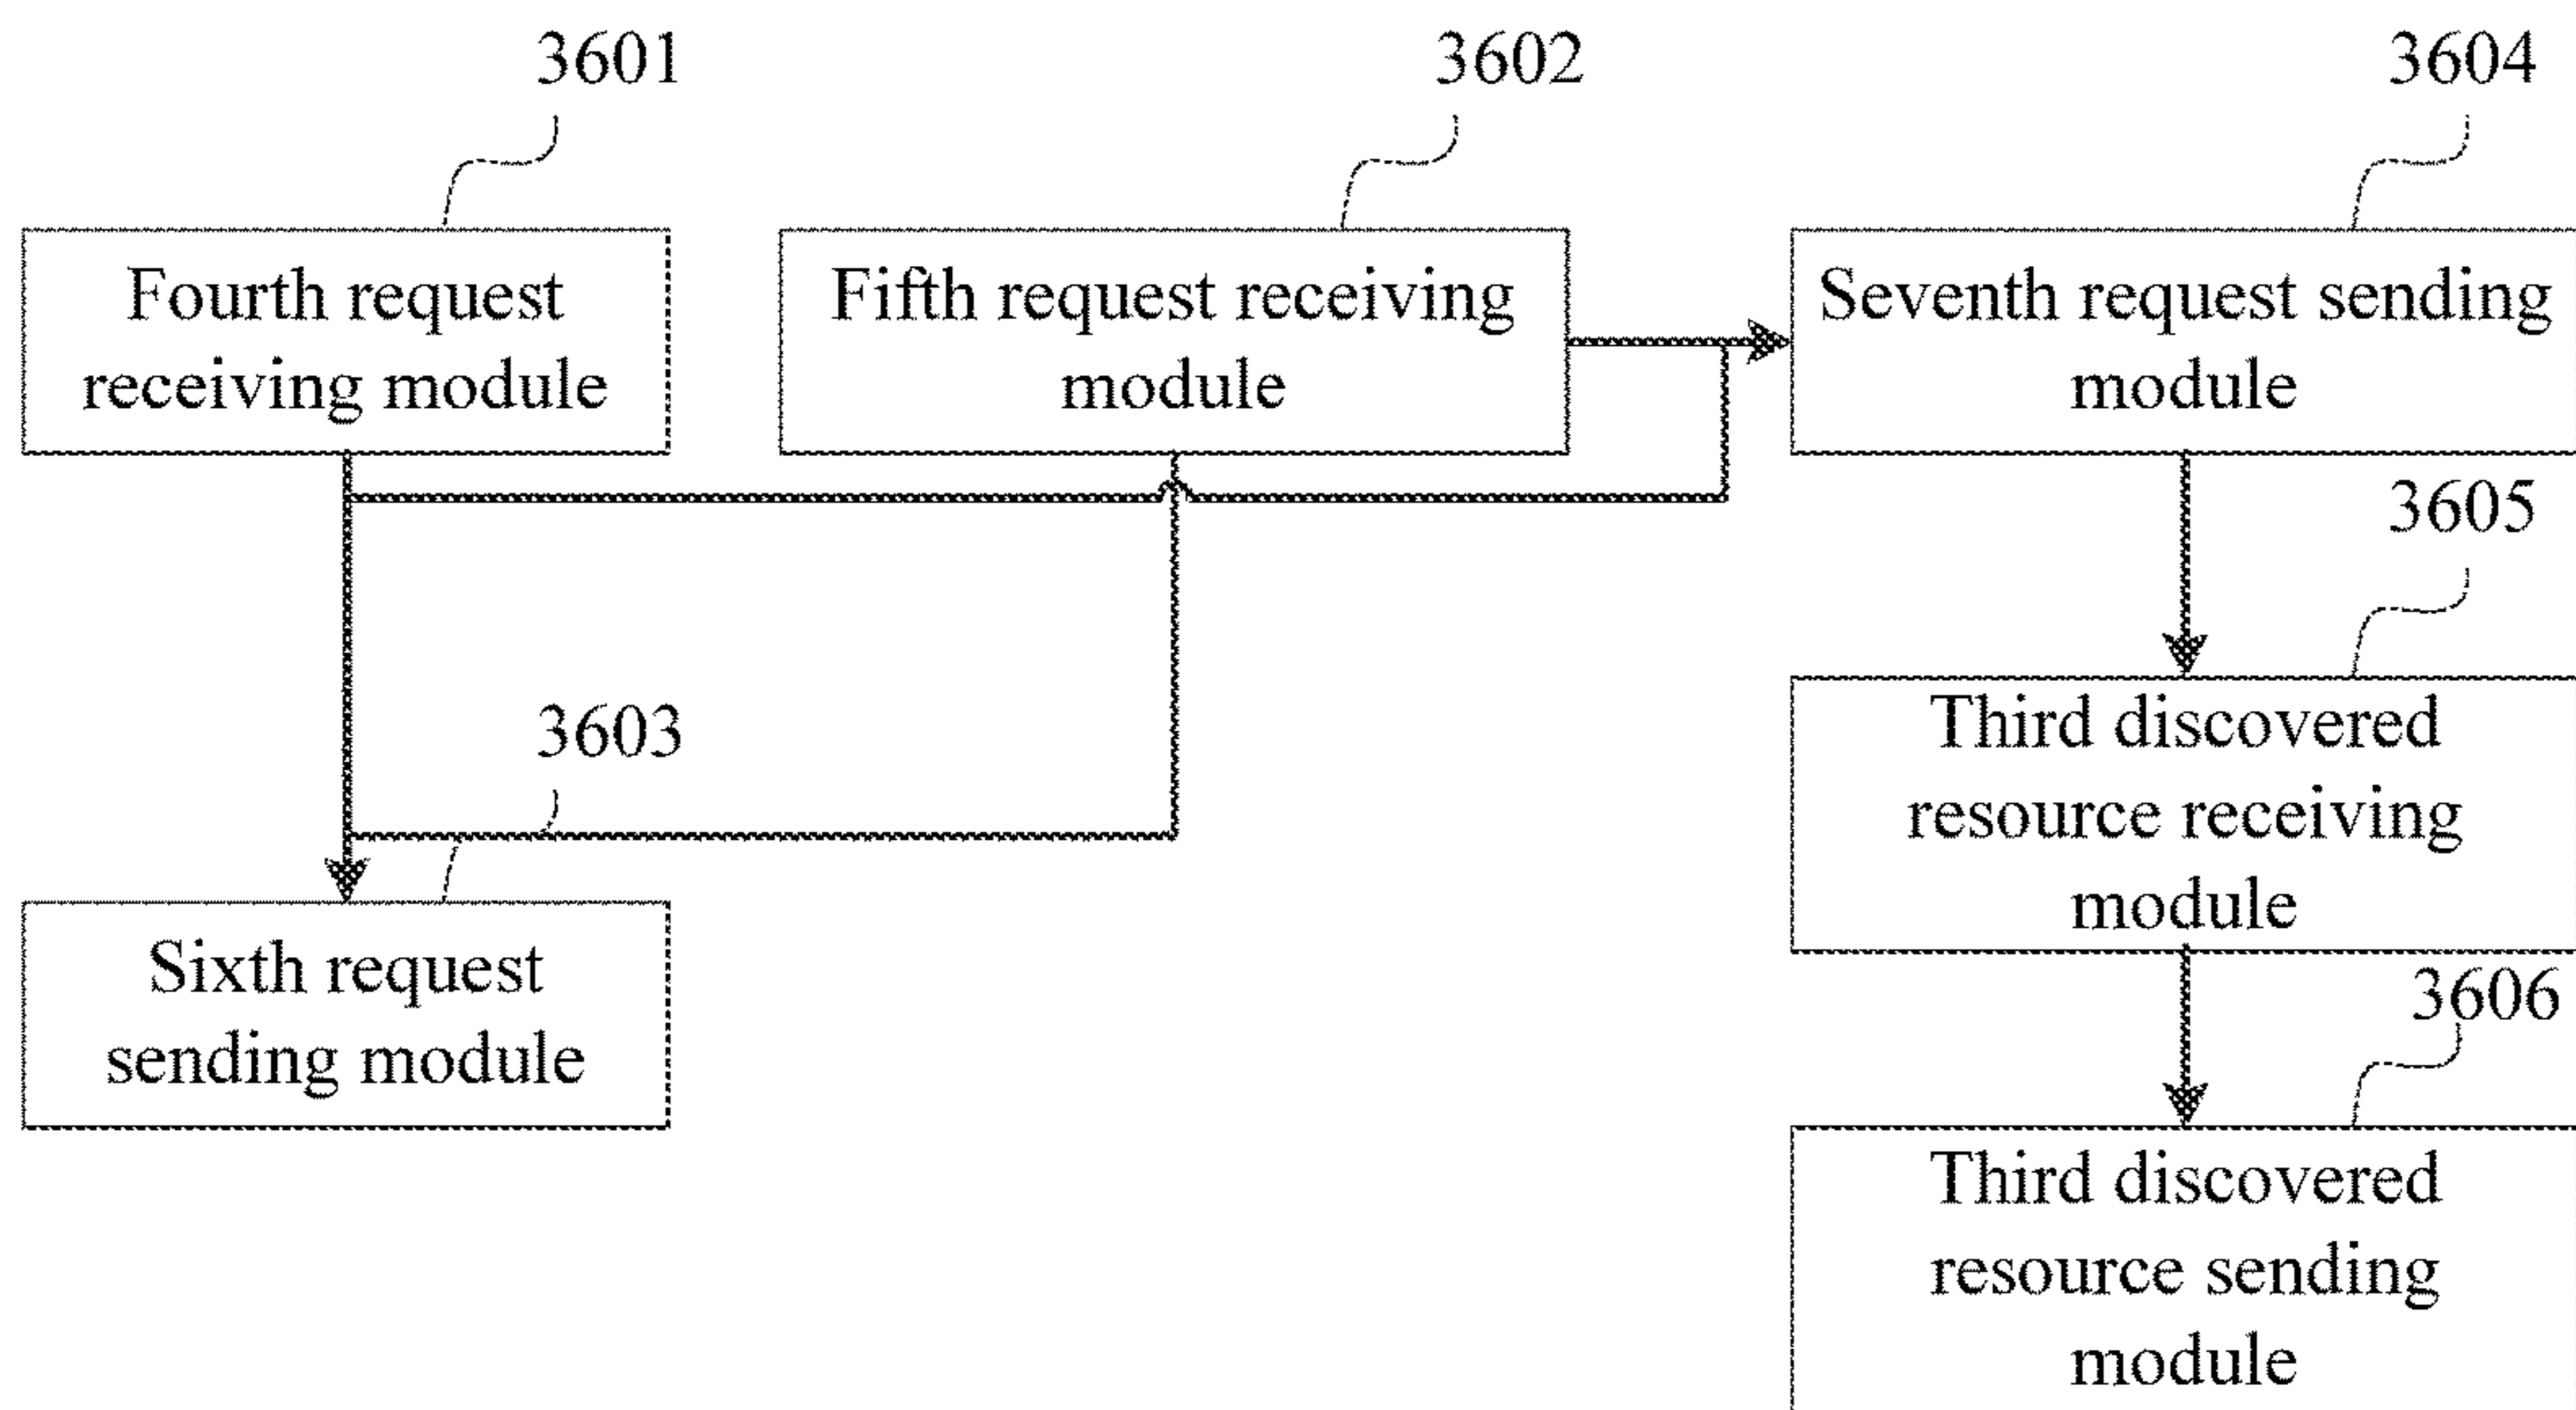 3601
3602
3604
Fourth request
receiving module
Fifth request receiving
module
Seventh request sending
module
3605
Third discovered
resource receiving
module
3603
Sixth request
sending module
3606
Third discovered
resource sending
module